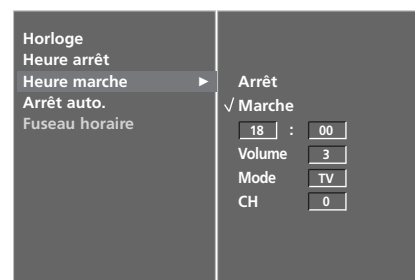 Horloge
Heure arrêt
Heure marche ►
Arrêt auto.
Fuseau horaire
Arrêt
√ Marche
18 : 00
Volume 3
Mode TV
CH 0